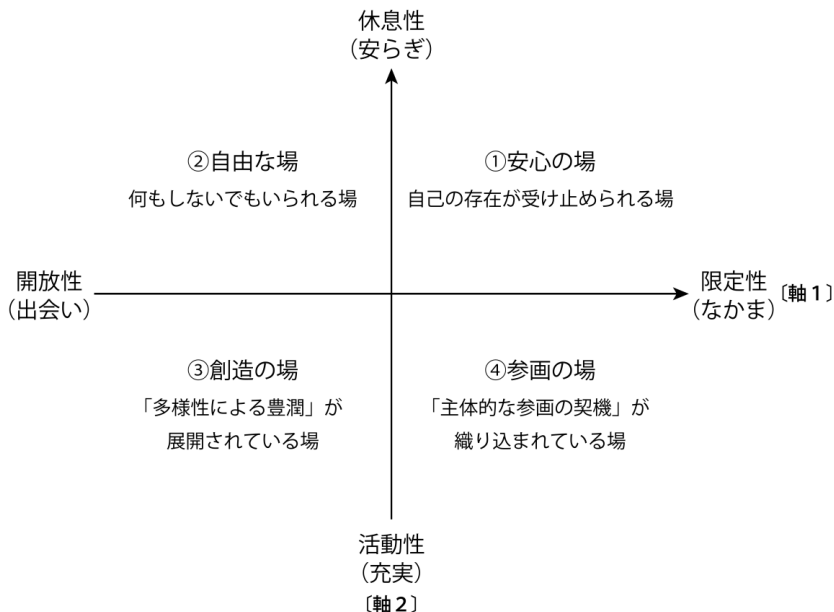 休息性
（安らぎ）
②自由な場
何もしないでもいられる場
①安心の場
自己の存在が受け止められる場
開放性
（出会い）
限定性
（なかま）
〔軸1〕
③創造の場
「多様性による豊潤」が
展開されている場
④参画の場
「主体的な参画の契機」が
織り込まれている場
活動性
（充実）
〔軸2〕